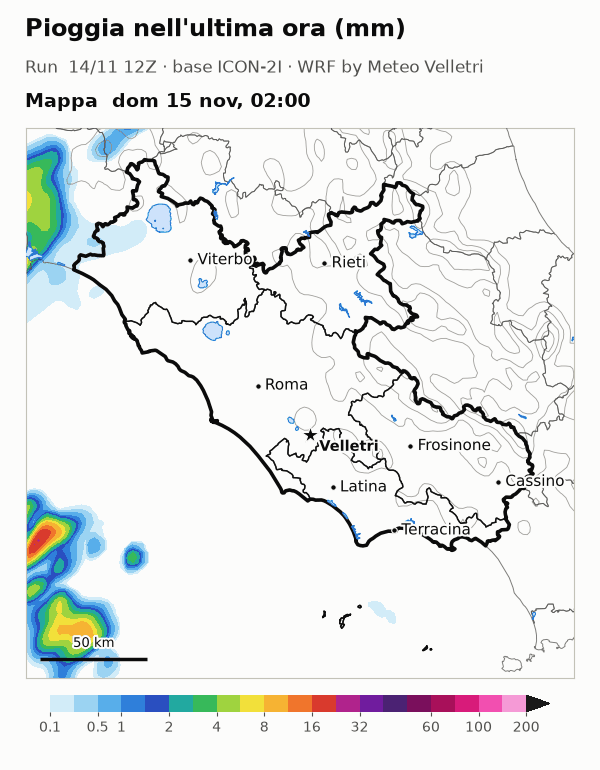 Pioggia nell'ultima ora (mm)
Run 14/11 12Z · base ICON-2I · WRF by Meteo Velletri
Mappa dom 15 nov, 02:00
Viterbo
Rieti
Roma
Velletri
Frosinone
Latina
Cassino
Terracina
50 km
0.1 0.5 1 2 4 8 16 32 60 100 200